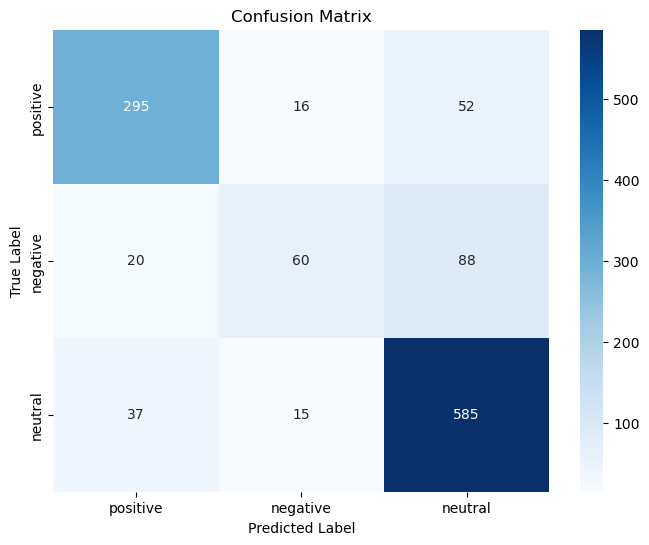 Confusion Matrix
True Label
positive
295
16
52
negative
20
60
88
neutral
37
15
585
positive
negative
neutral
Predicted Label
500
400
300
200
100